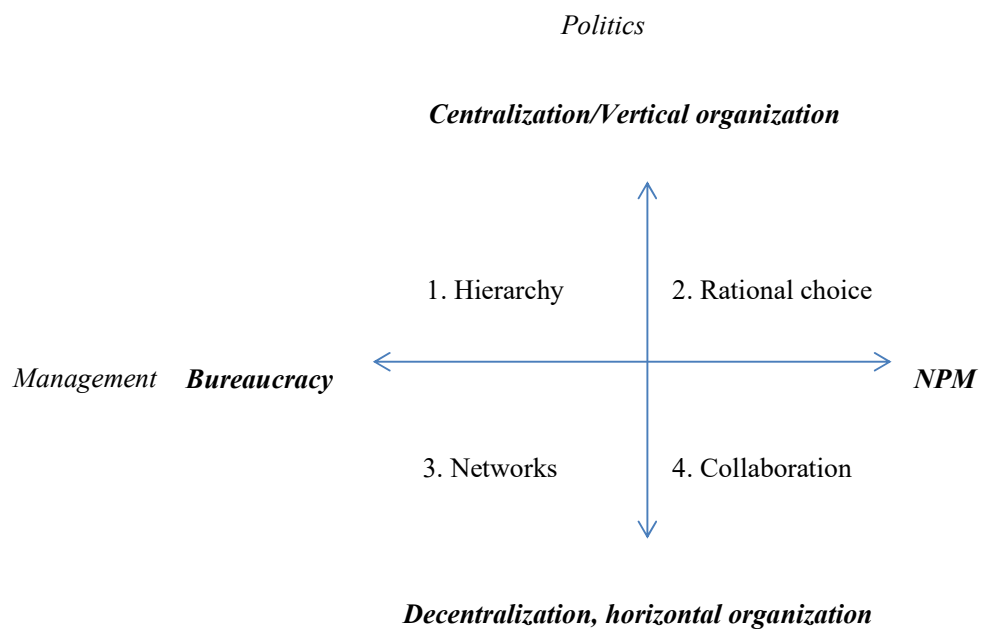 Politics
Centralization/Vertical organization
1. Hierarchy
2. Rational choice
Management
Bureaucracy
NPM
3. Networks
4. Collaboration
Decentralization, horizontal organization